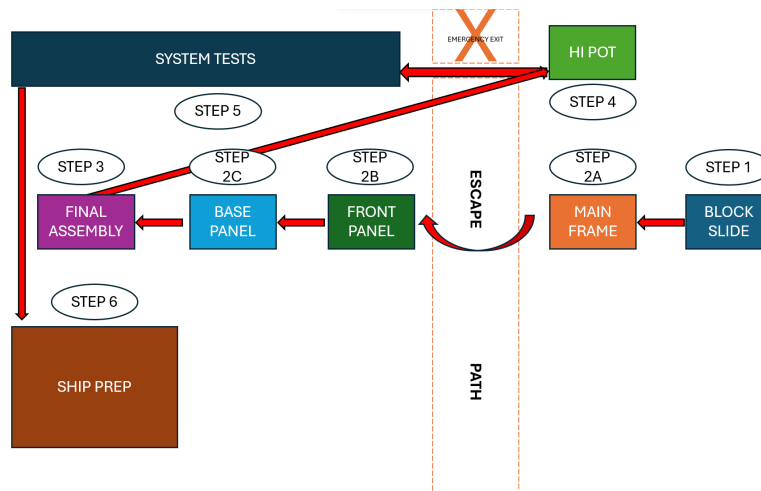 EMERGENCY EXIT
SYSTEM TESTS
HI POT
STEP 5
STEP 4
STEP 3
STEP
2C
STEP
2B
STEP
2A
STEP 1
FINAL
ASSEMBLY
BASE
PANEL
FRONT
PANEL
ESCAPE
MAIN
FRAME
BLOCK
SLIDE
STEP 6
SHIP PREP
PATH